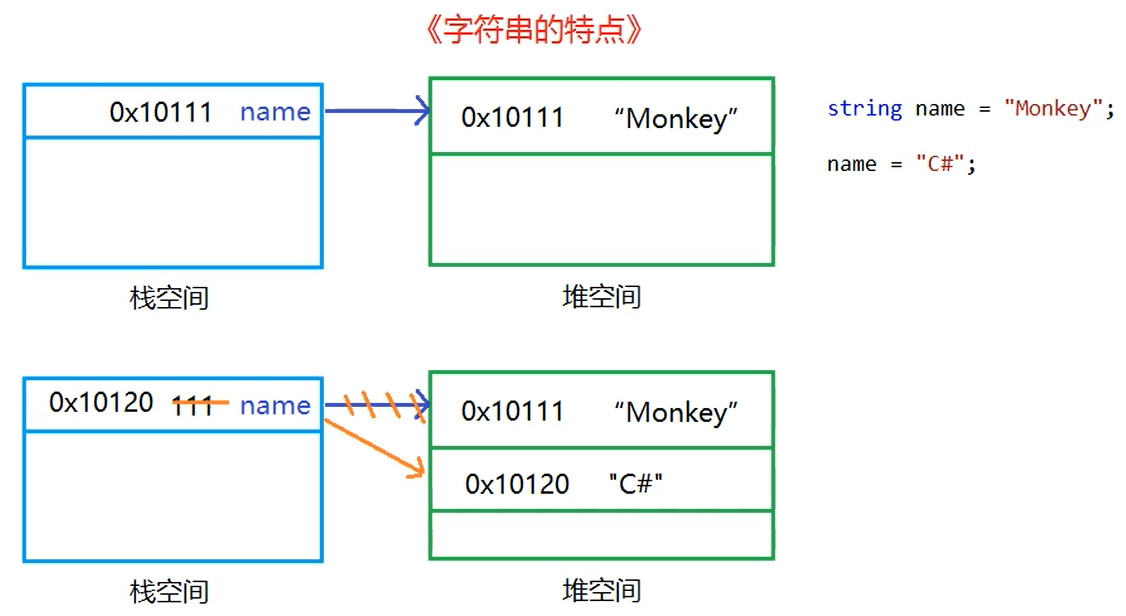 《字符串的特点》
0x10111 name
0x10111 “Monkey”
string name = "Monkey";
name = "C#";
栈空间
堆空间
0x10120 111 name
0x10111 “Monkey”
0x10120 "C#"
栈空间
堆空间